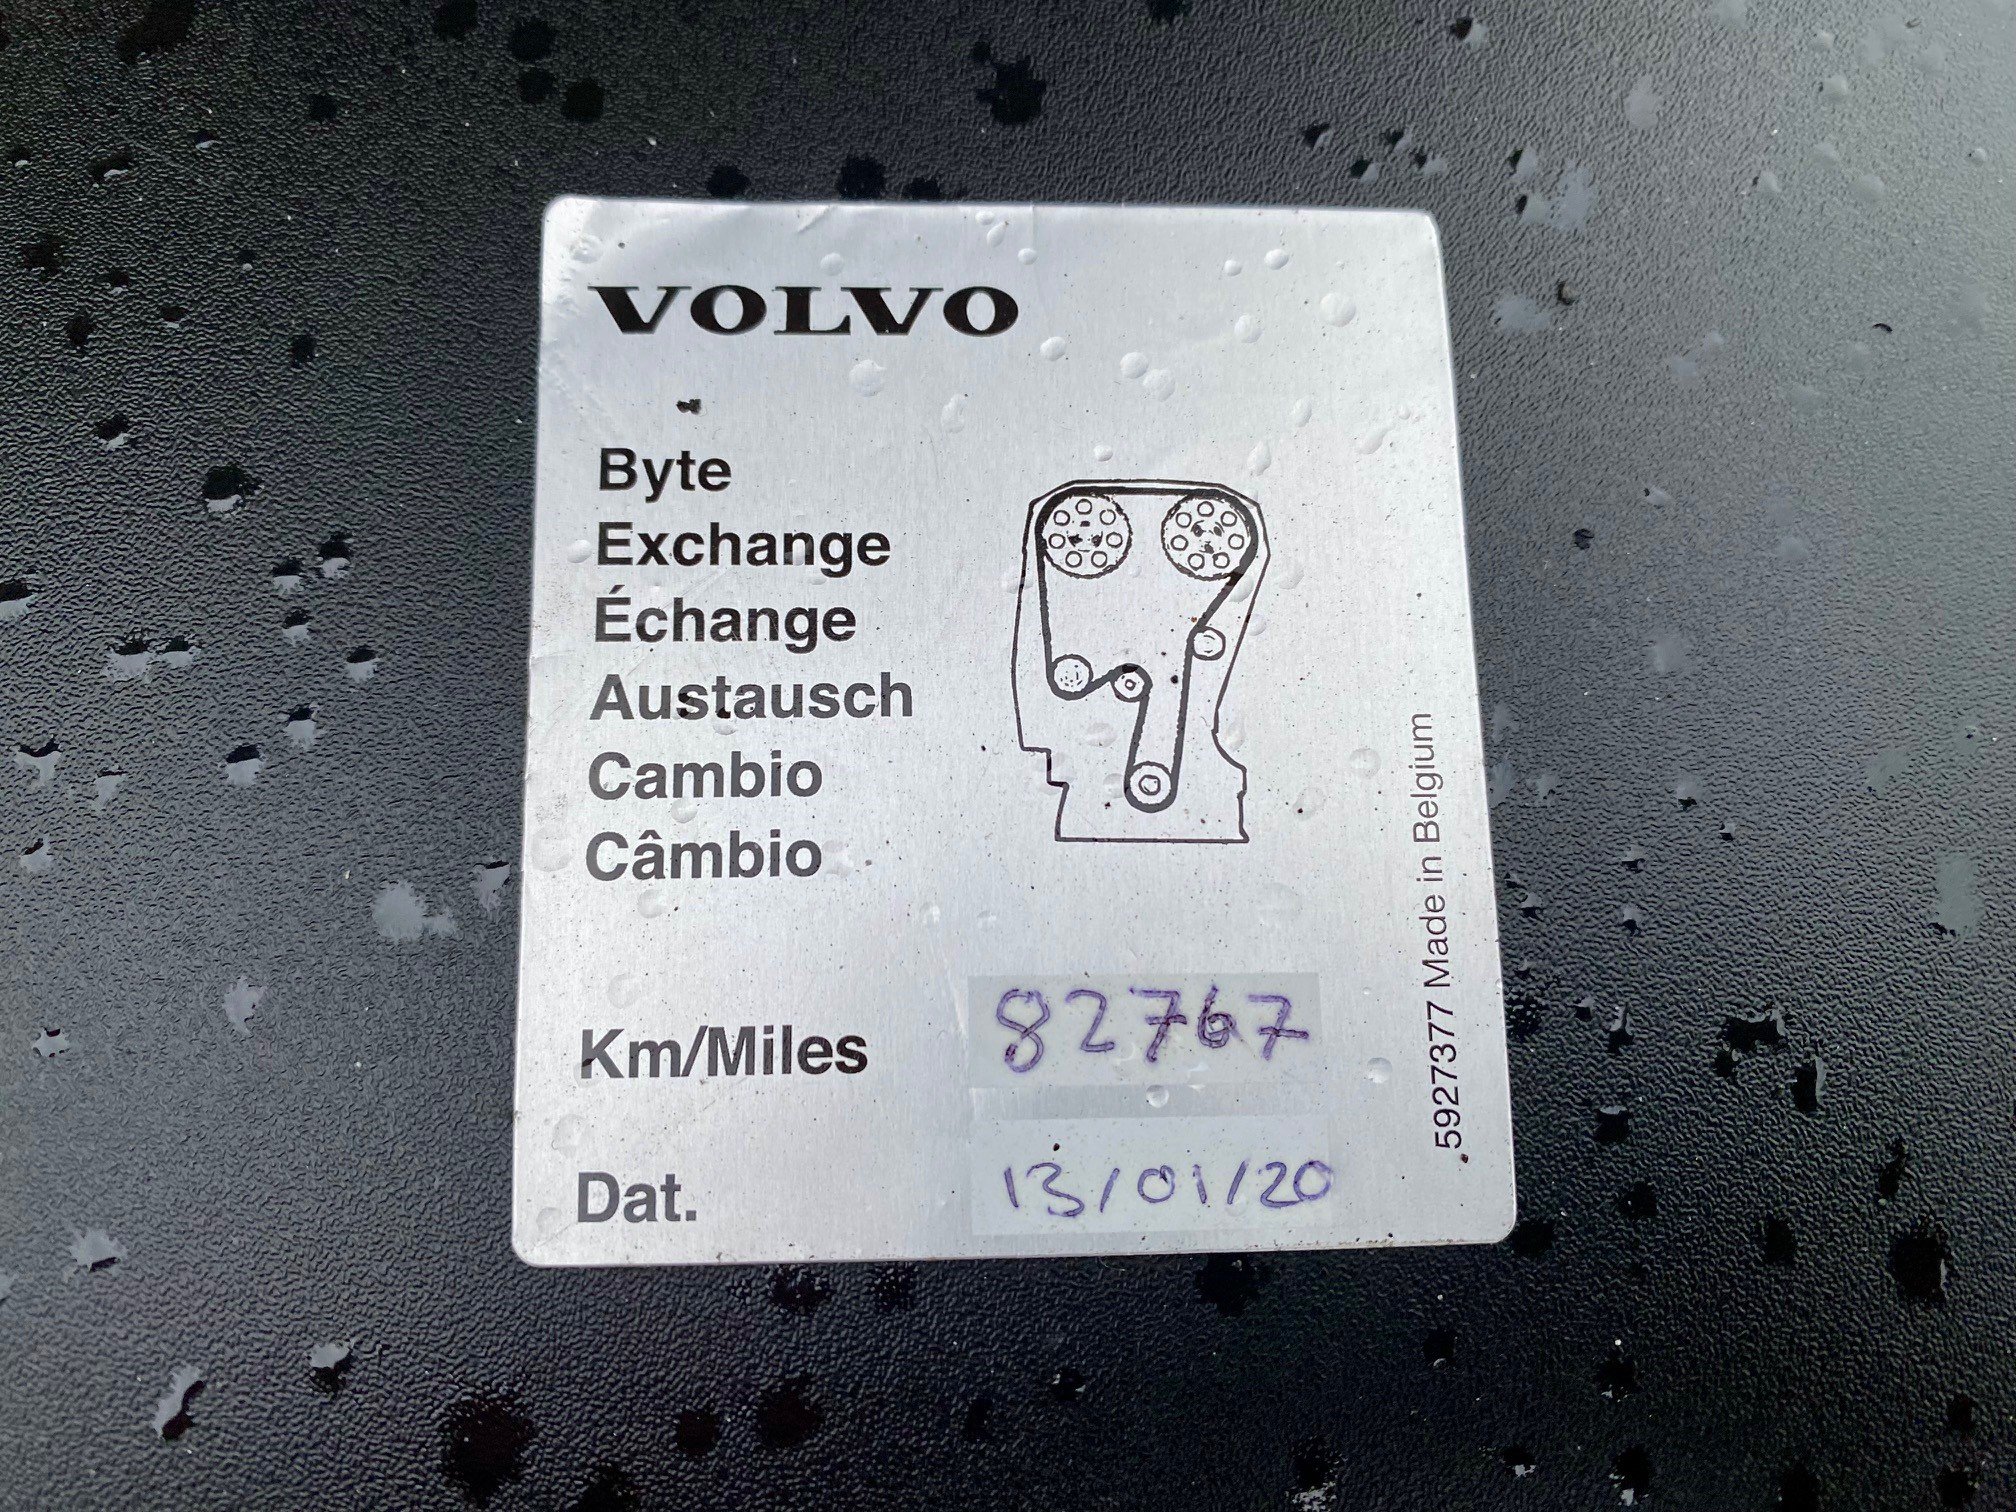 VOLVO
Byte
Exchange
Échange
Austausch
Cambio
Câmbio
Km/Miles 82767
Dat. 13/01/20
5927377 Made in Belgium